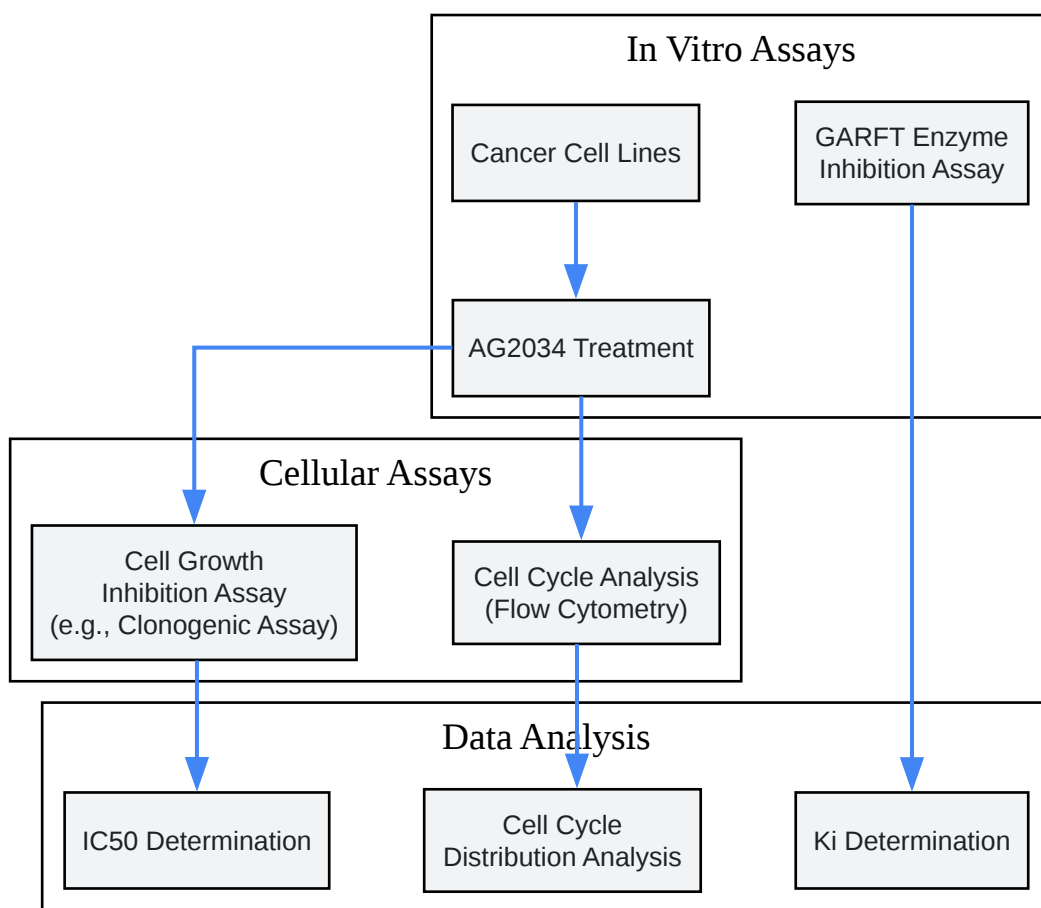 In Vitro Assays
Cancer Cell Lines
GARFT Enzyme
Inhibition Assay
AG2034 Treatment
Cellular Assays
Cell Growth
Inhibition Assay
(e.g., Clonogenic Assay)
Cell Cycle Analysis
(Flow Cytometry)
Data Analysis
IC50 Determination
Cell Cycle
Distribution Analysis
Ki Determination